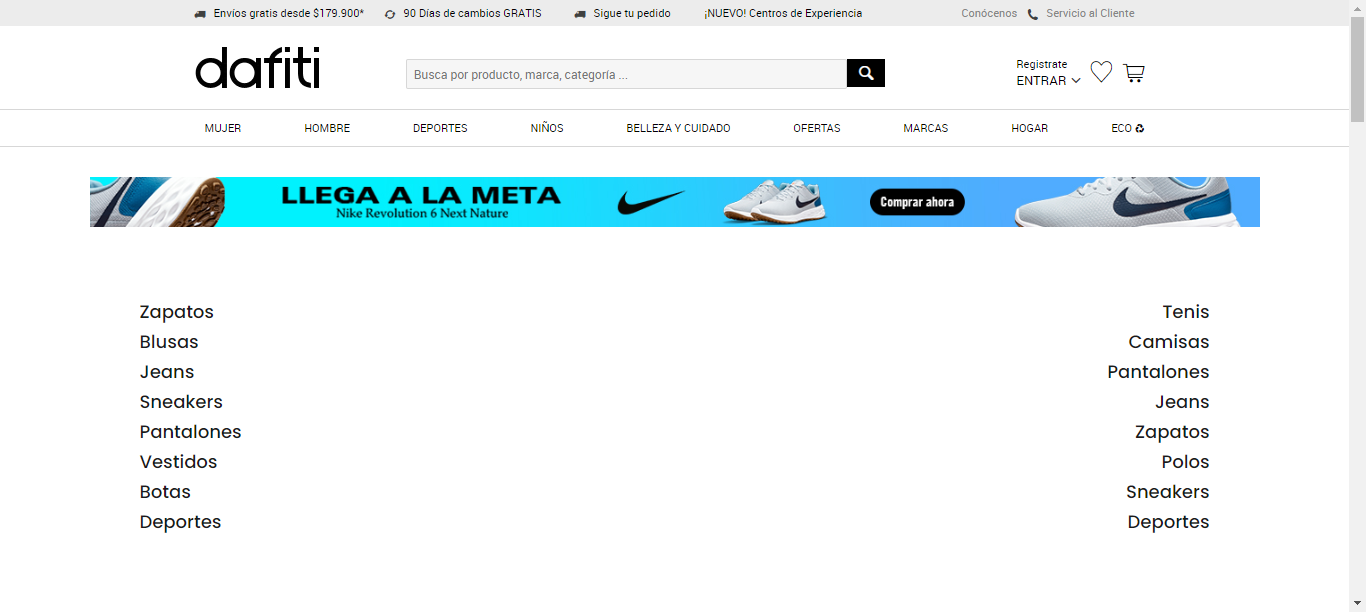 Envíos gratis desde $179.900*
90 Días de cambios GRATIS
Sigue tu pedido
¡NUEVO! Centros de Experiencia
Conócenos
Servicio al Cliente
dafiti
Busca por producto, marca, categoría ...
Registrate
ENTRAR
MUJER
HOMBRE
DEPORTES
NIÑOS
BELLEZA Y CUIDADO
OFERTAS
MARCAS
HOGAR
ECO
LLEGA A LA META
Nike Revolution 6 Next Nature
Comprar ahora
Zapatos
Blusas
Jeans
Sneakers
Pantalones
Vestidos
Botas
Deportes
Tenis
Camisas
Pantalones
Jeans
Zapatos
Polos
Sneakers
Deportes